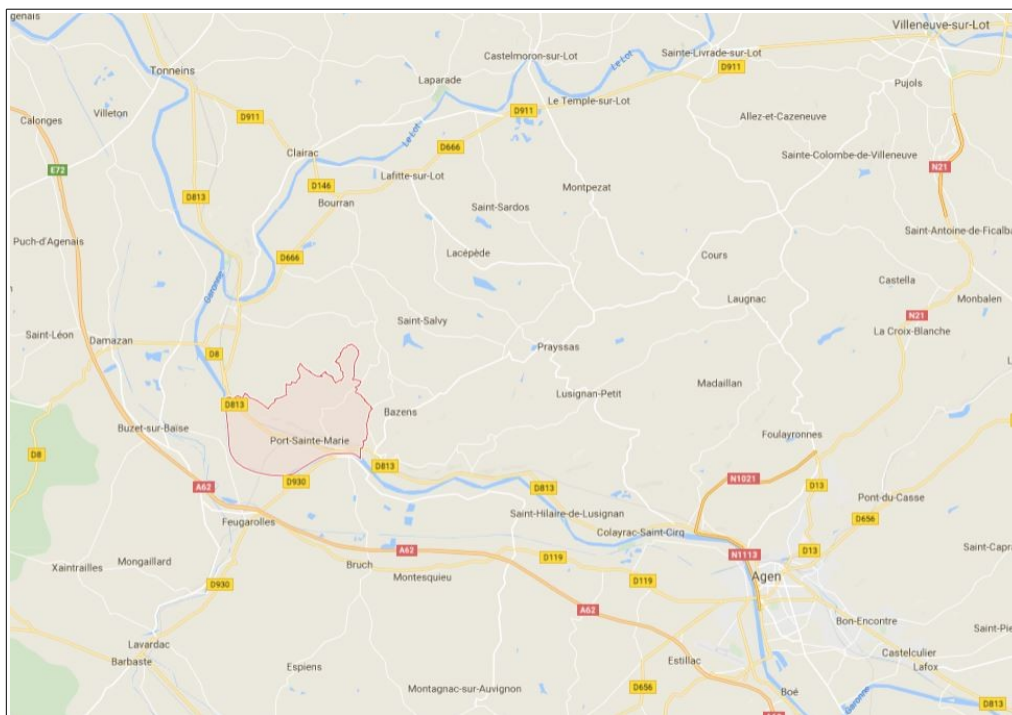 agenais
Villeneuve-sur-Lot
Castelmoron-sur-Lot
Le Lot
Sainte-Livrade-sur-Lot
D911
Tonneins
Laparade
Pujols
Villeton
Le Temple-sur-Lot
Calonges
D911
D911
Allez-et-Cazeneuve
Le Lot
D666
Clairac
Sainte-Colombe-de-Villeneuve
E72
Lafitte-sur-Lot
N21
D146
Montpezat
D813
Bourran
Saint-Sardos
Saint-Antoine-de-Ficalba
Puch-d'Agenais
Lacépède
Cours
D666
Castella
Garonne
Laugnac
Monbalen
N21
Saint-Salvy
La Croix-Blanche
Saint-Léon
Damazan
Prayssas
D8
Madaillan
Lusignan-Petit
D813
Bazens
Buzet-sur-Baïse
Foulayronnes
Port-Sainte-Marie
D8
D813
D930
N1021
A62
D813
D13
Pont-du-Casse
Saint-Hilaire-de-Lusignan
D656
Feugarolles
Colayrac-Saint-Cirq
A62
D119
N1113
D13
Saint-Capra
Mongaillard
Bruch
Xaintrailles
Montesquieu
D119
Agen
D930
A62
Bon-Encontre
Saint-Pie
Lavardac
Castelculier
Barbaste
Espiens
Estillac
Lafox
Montagnac-sur-Auvignon
D656
Boé
Garonne
D813